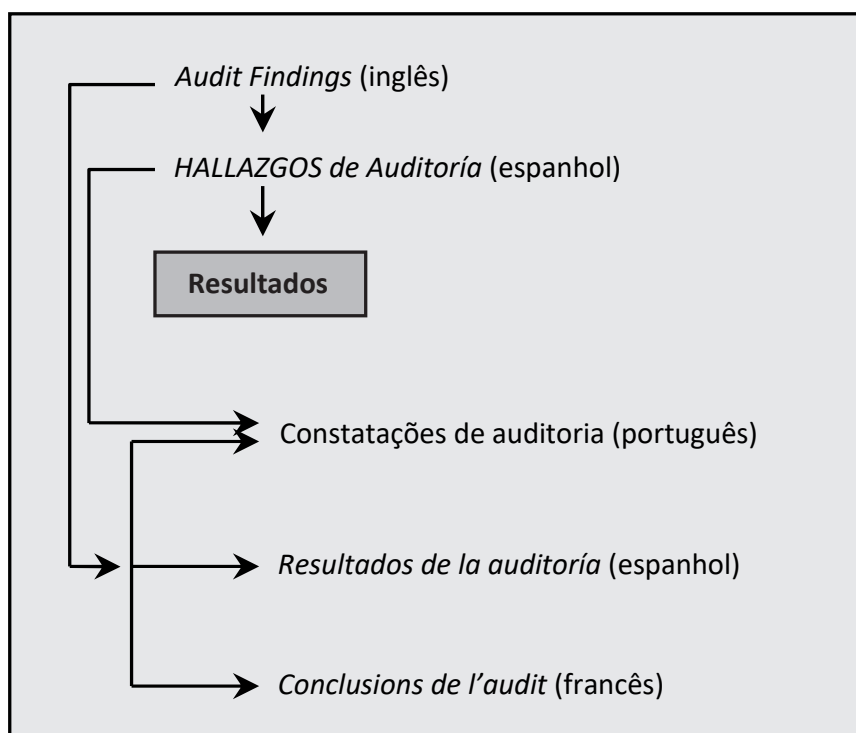 Audit Findings (inglês)
HALLAZGOS de Auditoría (espanhol)
Resultados
Constatações de auditoria (português)
Resultados de la auditoría (espanhol)
Conclusions de l’audit (francês)